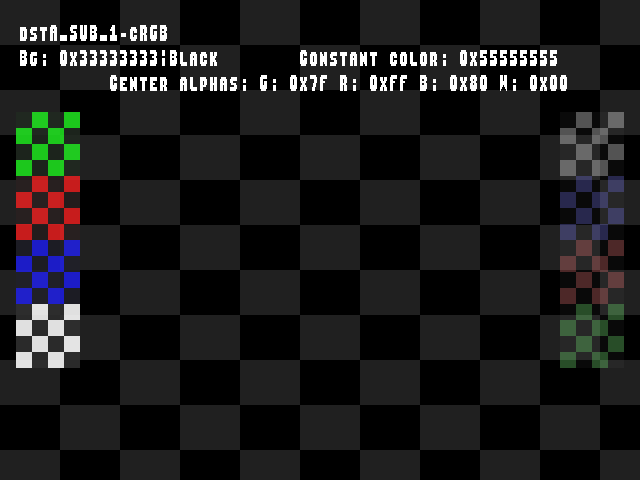 dstA_SUB_1-cRGB
Bg: 0x33333333¦Black Constant color: 0x55555555
Center alphas: G: 0x7f R: 0xff B: 0x80 W: 0x00